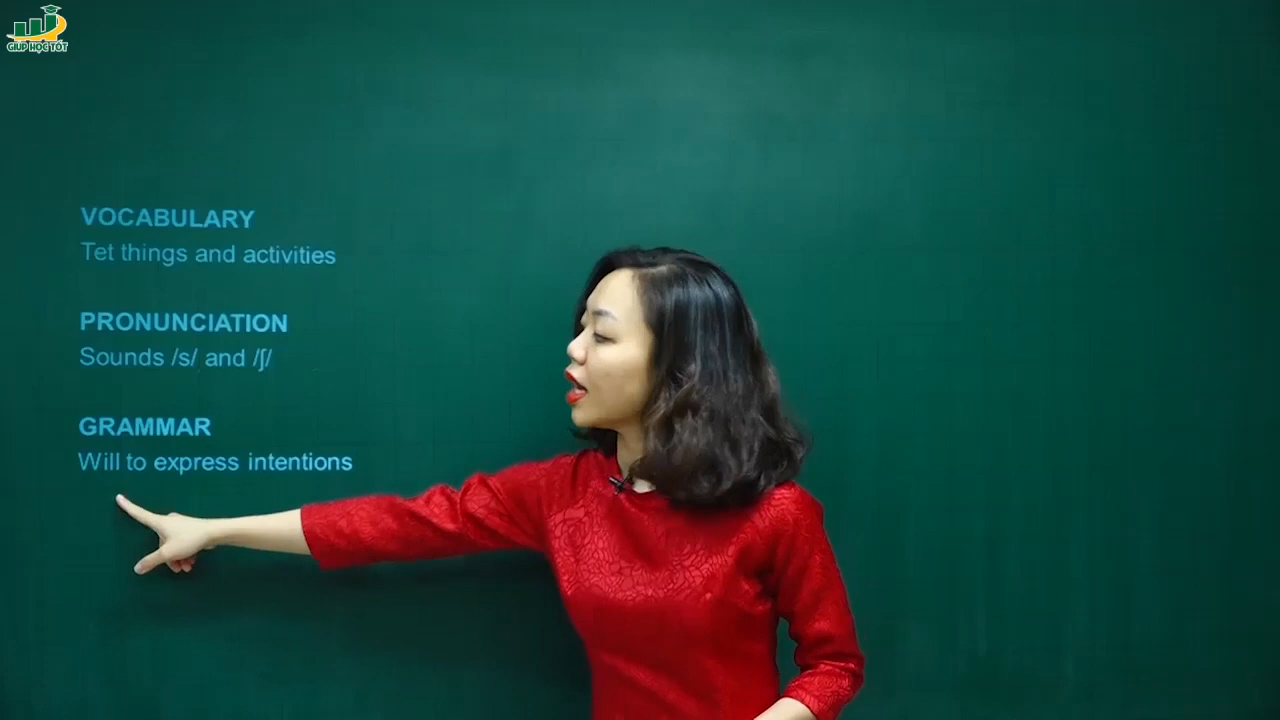 GIÚP HỌC TỐT
VOCABULARY
Tet things and activities
PRONUNCIATION
Sounds /s/ and /ʃ/
GRAMMAR
Will to express intentions